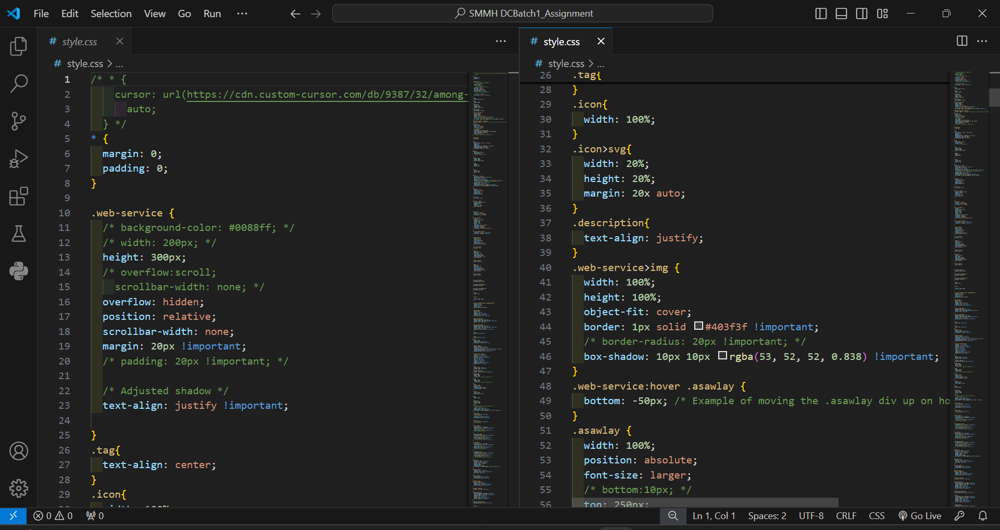 File Edit Selection View Go Run ··· SMMH DCBatch1_Assignment
# style.css
# style.css > ...
1 /* * {
2 cursor: url(https://cdn.custom-cursor.com/db/9387/32/among-
3 auto;
4 } */
5 * {
6 margin: 0;
7 padding: 0;
8 }
9
10 .web-service {
11 /* background-color: #0088ff; */
12 /* width: 200px; */
13 height: 300px;
14 /* overflow:scroll;
15 scrollbar-width: none; */
16 overflow: hidden;
17 position: relative;
18 scrollbar-width: none;
19 margin: 20px !important;
20 /* padding: 20px !important; */
21
22 /* Adjusted shadow */
23 text-align: justify !important;
24
25 }
26 .tag{
27 text-align: center;
28 }
29 .icon{
# style.css
# style.css > ...
26 .tag{
28 }
29 .icon{
30 width: 100%;
31 }
32 .icon>svg{
33 width: 20%;
34 height: 20%;
35 margin: 20x auto;
36 }
37 .description{
38 text-align: justify;
39 }
40 .web-service>img {
41 width: 100%;
42 height: 100%;
43 object-fit: cover;
44 border: 1px solid #403f3f !important;
45 /* border-radius: 20px !important; */
46 box-shadow: 10px 10px rgba(53, 52, 52, 0.838) !important;
47 }
48 .web-service:hover .asawlay {
49 bottom: -50px; /* Example of moving the .asawlay div up on ho
50 }
51 .asawlay {
52 width: 100%;
53 position: absolute;
54 font-size: larger;
55 /* bottom:10px; */
56 top: 250px;
0 0 0 Ln 1, Col 1 Spaces: 2 UTF-8 CRLF CSS Go Live